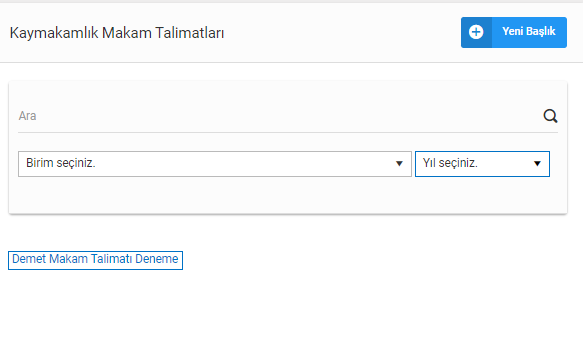 Kaymakamlık Makam Talimatları
Yeni Başlık
Ara
Birim seçiniz.
Yıl seçiniz.
Demet Makam Talimatı Deneme